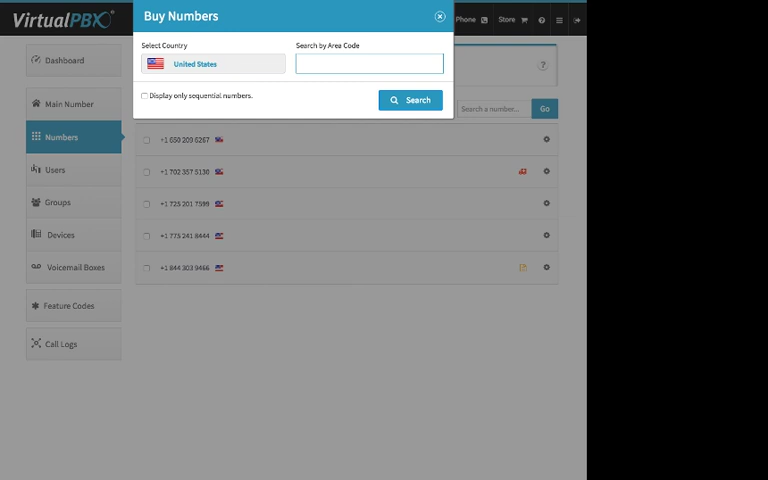 VirtualPBX
Buy Numbers
Phone
Store
Select Country
Search by Area Code
United States
Display only sequential numbers.
Search
Dashboard
Main Number
Search a number...
Go
Numbers
+1 650 209 6267
Users
+1 702 357 5130
Groups
+1 725 201 7599
Devices
+1 775 241 8444
Voicemail Boxes
+1 844 303 9466
Feature Codes
Call Logs